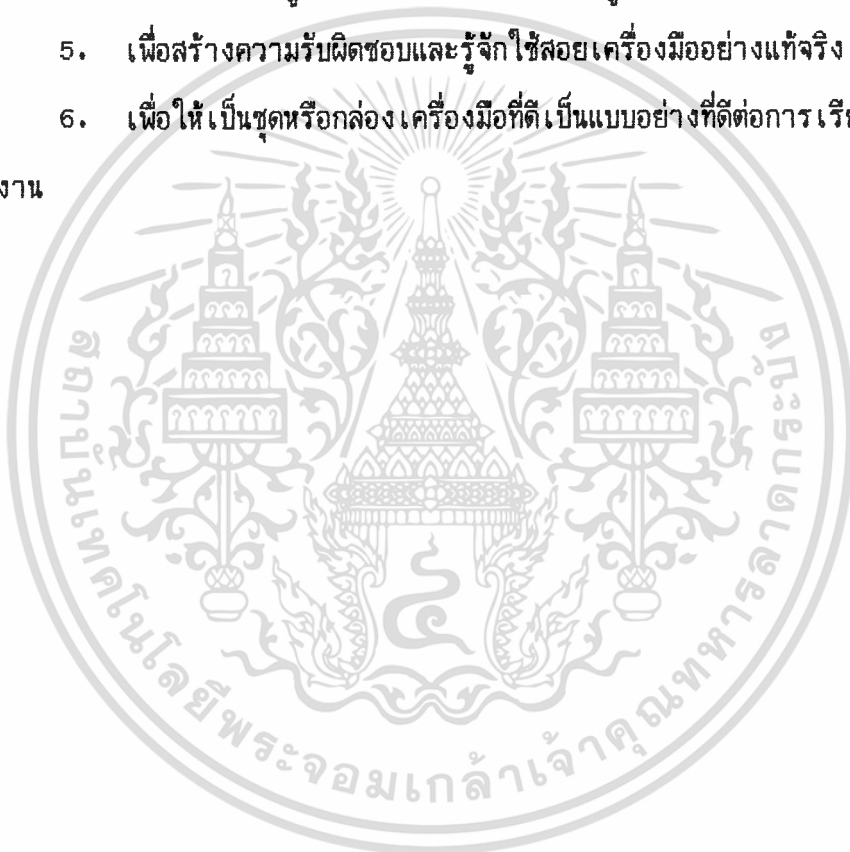 5. เพื่อสร้างความรับผิดชอบและรู้จักใช้สอยเครื่องมืออย่างแท้จริง
6. เพื่อให้เป็นชุดหรือกล่องเครื่องมือที่ดีเป็นแบบอย่างที่ดีต่อการเรีย
งาน
สถาบันเทคโนโลยีพระจอมเกล้าเจ้าคุณทหารลาดกระบัง